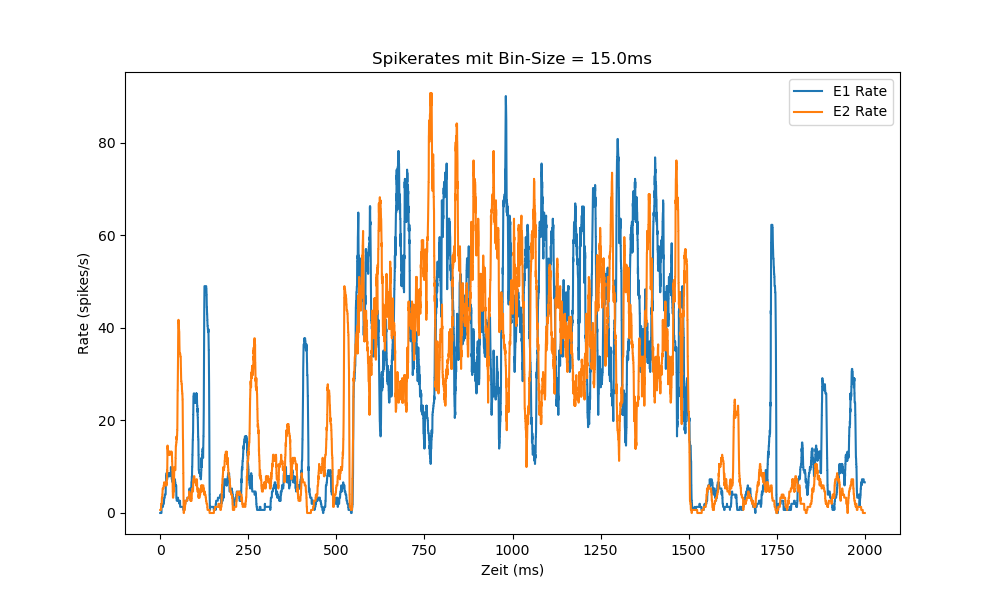 Spikerates mit Bin-Size = 15.0ms
E1 Rate
E2 Rate
80
60
40
20
0
Rate (spikes/s)
0 250 500 750 1000 1250 1500 1750 2000
Zeit (ms)